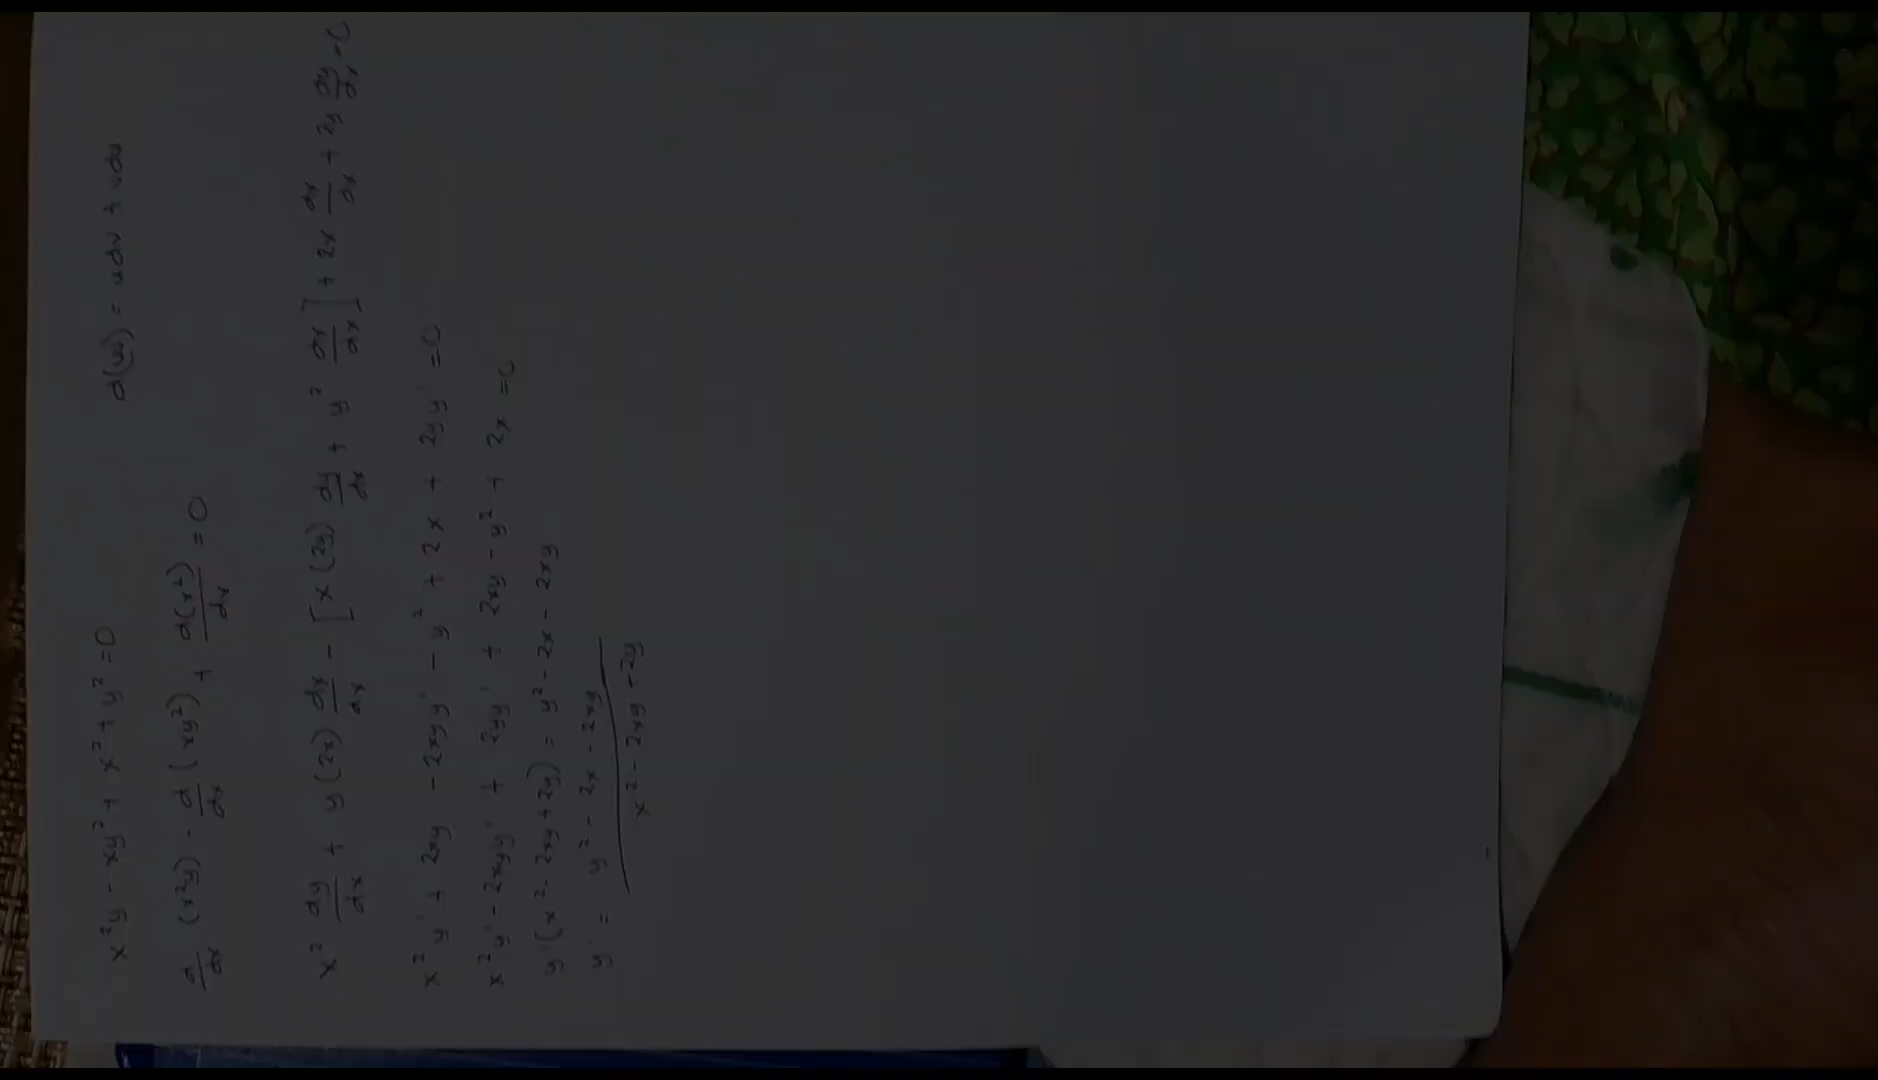 x²y - xy² + x² + y² = 0
d(uv) = udv + vdu
d/dx (x²y) - d/dx (xy²) + d(x²)/dx = 0
x² dy/dx + y(2x) dx/dx - [x(2y) dy/dx + y² dx/dx] + 2x dx/dx + 2y dy/dx = 0
x²y' + 2xy - 2xyy' - y² + 2x + 2yy' = 0
x²y' - 2xyy' + 2yy' + 2xy - y² + 2x = 0
y'(x² - 2xy + 2y) = y² - 2x - 2xy
y' = y² - 2x - 2xy
x² - 2xy + 2y